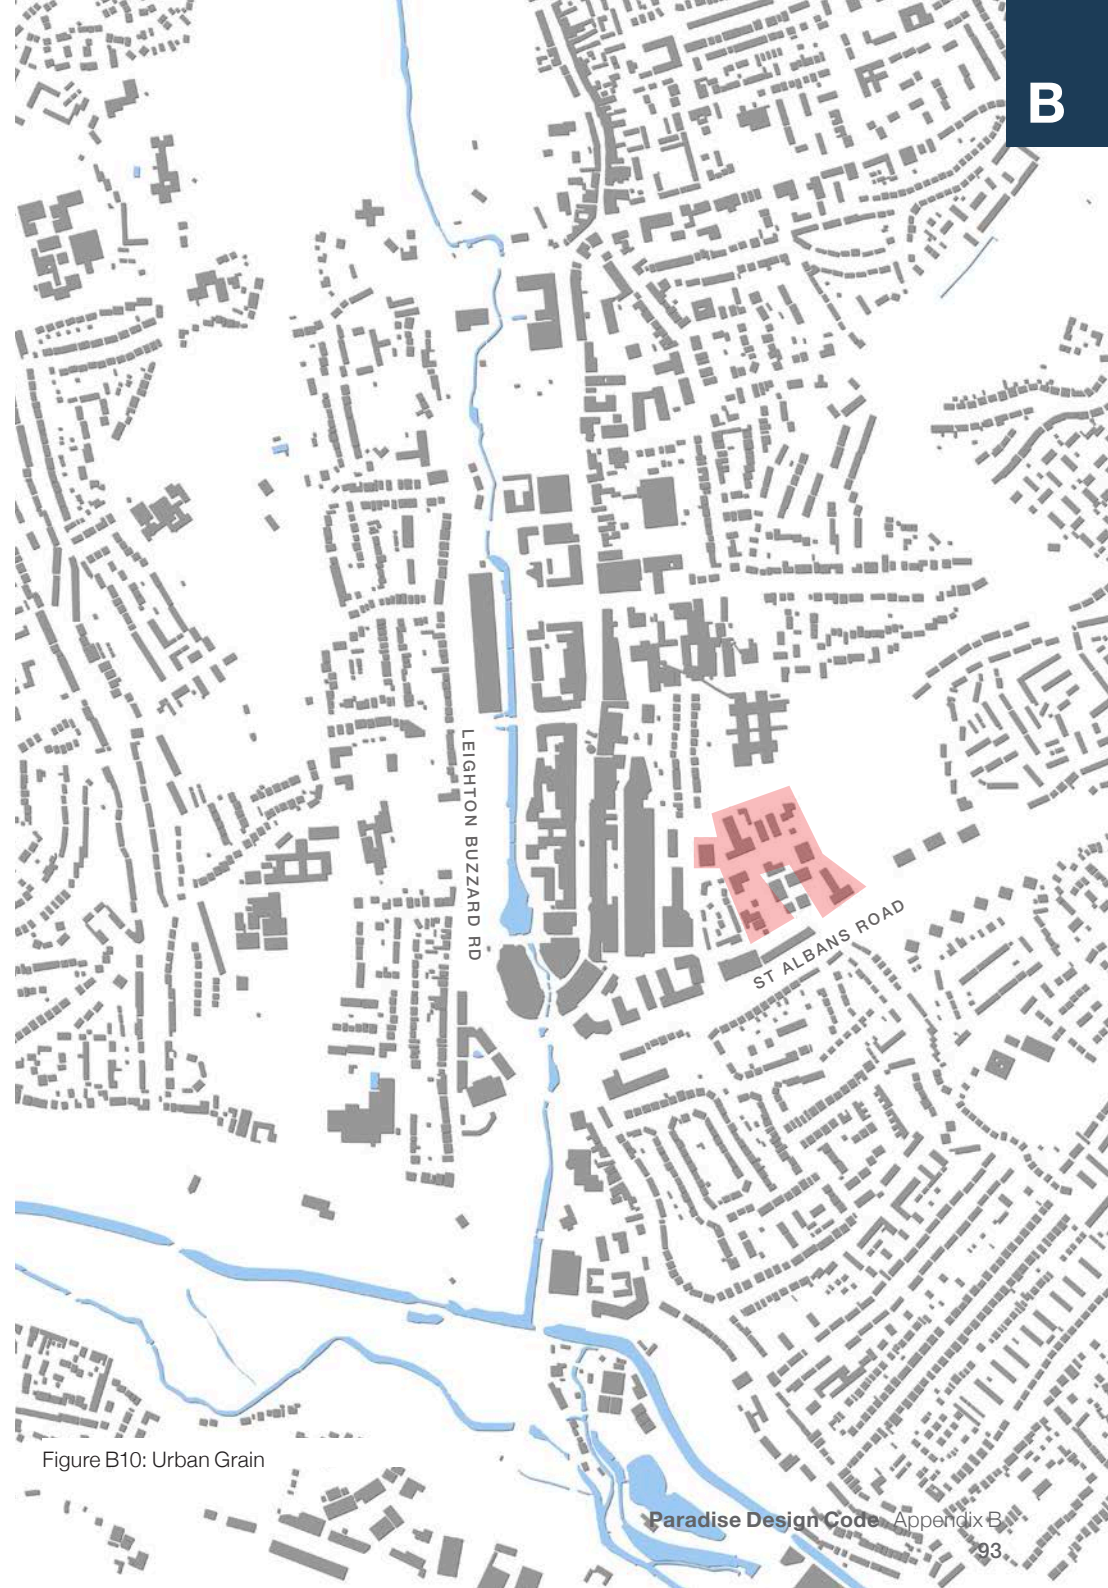 B
LEIGHTON BUZZARD RD
ST ALBANS ROAD
Figure B10: Urban Grain
Paradise Design Code Appendix B
93